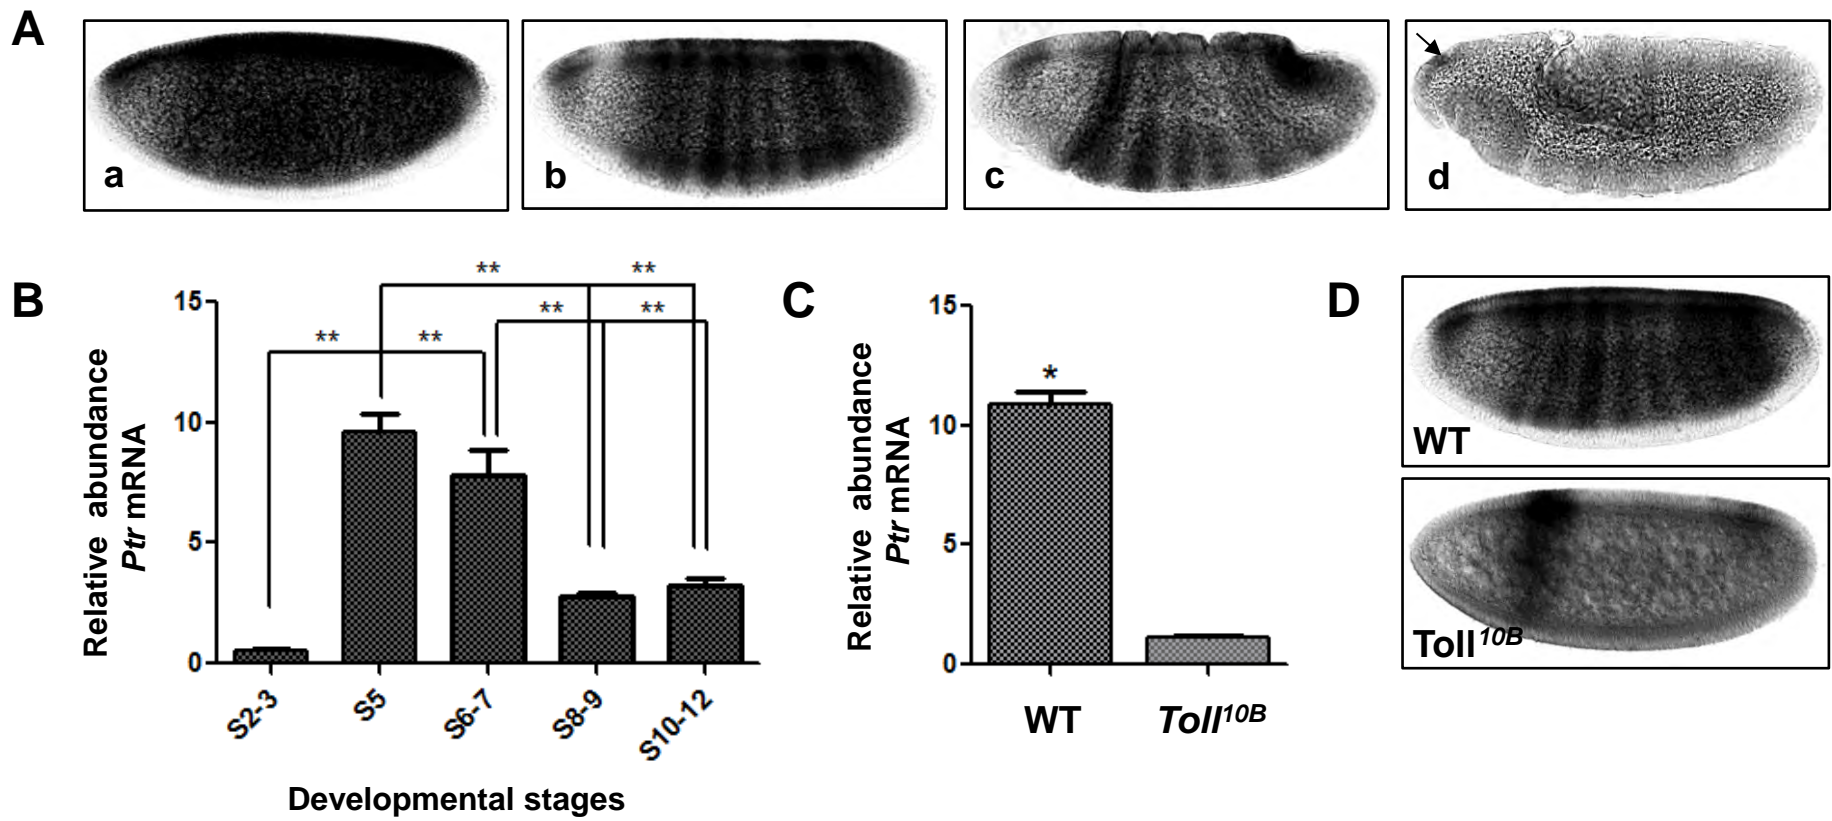 A
a
b
c
d
B
Relative abundance
Ptr mRNA
15
10
5
0
**
**
**
**
**
**
S2-3
S5
S6-7
S8-9
S10-12
Developmental stages
C
Relative abundance
Ptr mRNA
15
10
5
0
*
WT
Toll10B
D
WT
Toll10B